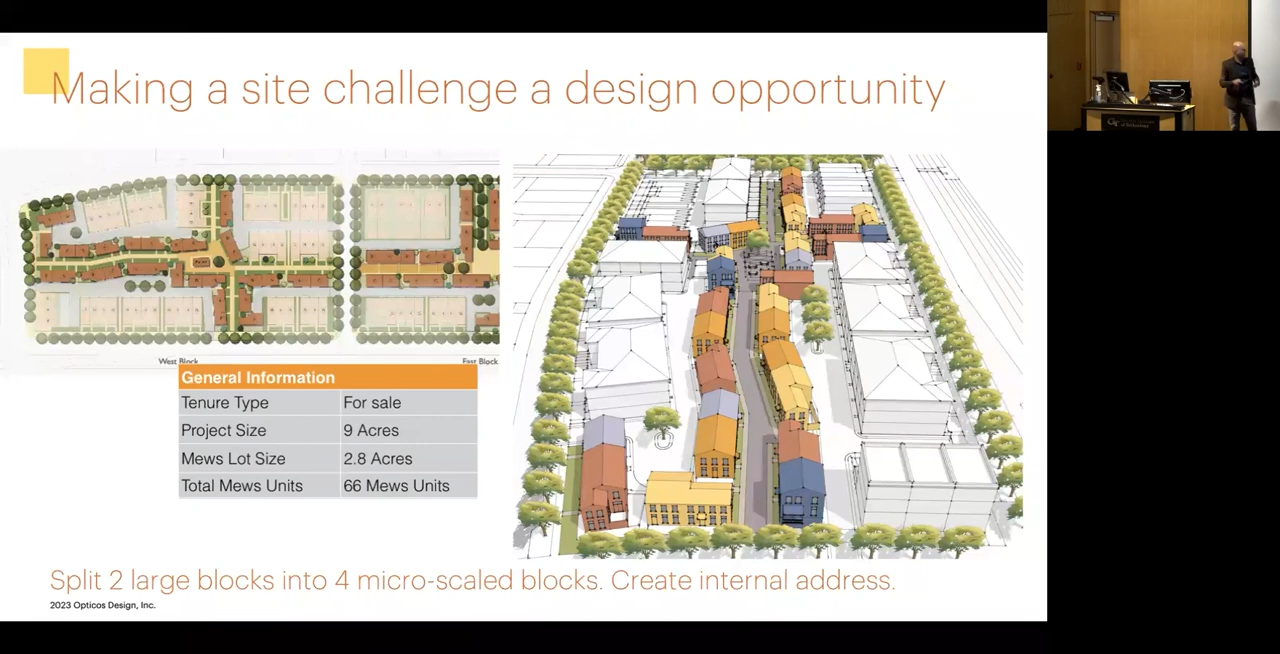 Making a site challenge a design opportunity
West Block
East Block
General Information
Tenure Type For sale
Project Size 9 Acres
Mews Lot Size 2.8 Acres
Total Mews Units 66 Mews Units
Split 2 large blocks into 4 micro-scaled blocks. Create internal address.
2023 Opticos Design, Inc.